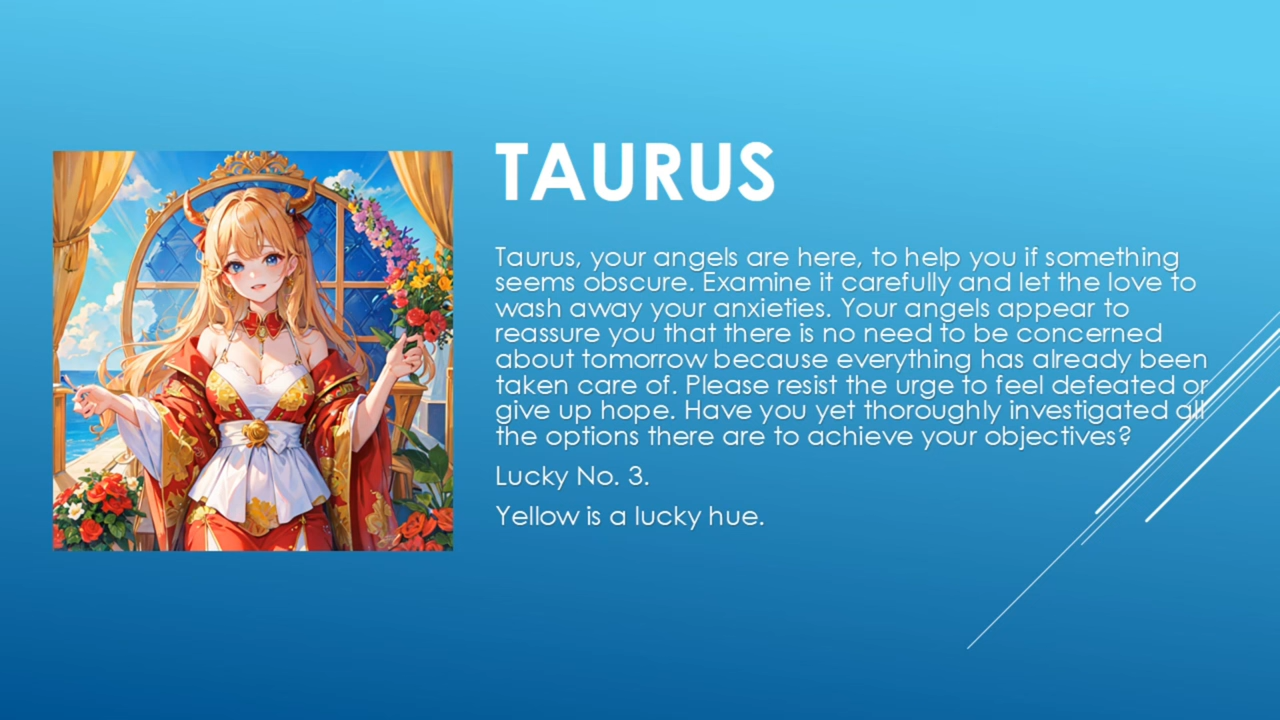 TAURUS
Taurus, your angels are here, to help you if something
seems obscure. Examine it carefully and let the love to
wash away your anxieties. Your angels appear to
reassure you that there is no need to be concerned
about tomorrow because everything has already been
taken care of. Please resist the urge to feel defeated or
give up hope. Have you yet thoroughly investigated all
the options there are to achieve your objectives?
Lucky No. 3.
Yellow is a lucky hue.